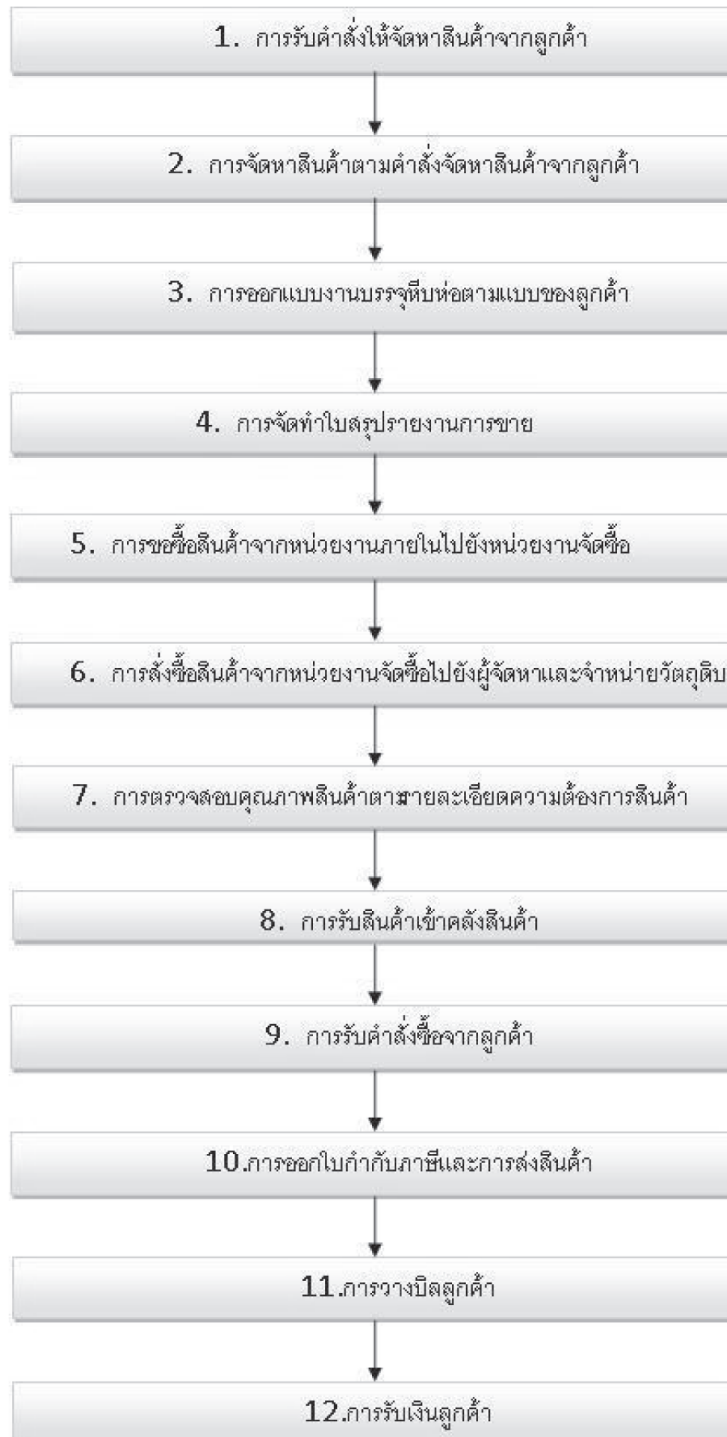 1. การรับคำสั่งให้จัดหาสินค้าจากลูกค้า
2. การจัดหาสินค้าตามคำสั่งจัดหาสินค้าจากลูกค้า
3. การออกแบบงานบรรจุหีบห่อตามแบบของลูกค้า
4. การจัดทำใบสรุปรายงานการขาย
5. การขอซื้อสินค้าจากหน่วยงานภายในไปยังหน่วยงานจัดซื้อ
6. การสั่งซื้อสินค้าจากหน่วยงานจัดซื้อไปยังผู้จัดหาและจำหน่ายวัตถุดิบ
7. การตรวจสอบคุณภาพสินค้าตามรายละเอียดความต้องการสินค้า
8. การรับสินค้าเข้าคลังสินค้า
9. การรับคำสั่งซื้อจากลูกค้า
10.การออกใบกำกับภาษีและการส่งสินค้า
11.การวางบิลลูกค้า
12.การรับเงินลูกค้า